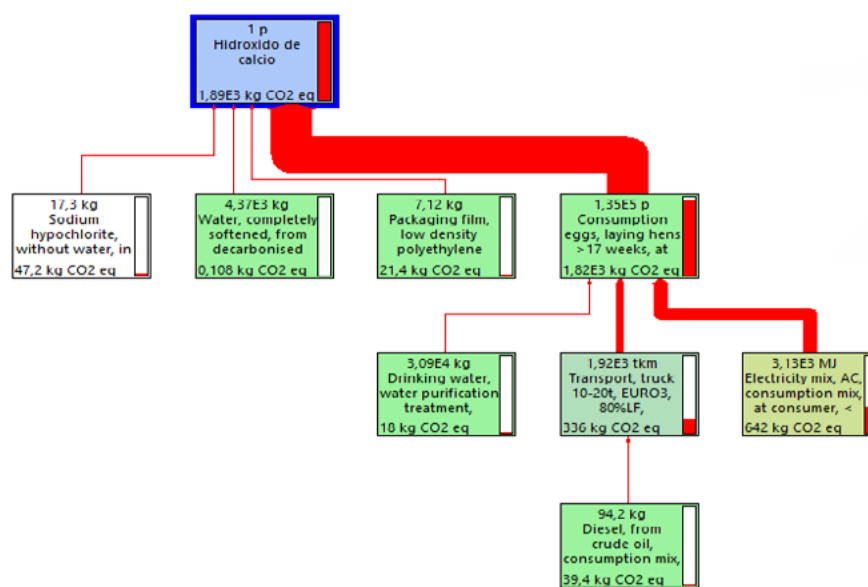 1 p
Hidroxido de
calcio
1,89E3 kg CO2 eq
17,3 kg
Sodium
hypochlorite,
without water, in
47,2 kg CO2 eq
4,37E3 kg
Water, completely
softened, from
decarbonised
0,108 kg CO2 eq
7,12 kg
Packaging film,
low density
polyethylene
21,4 kg CO2 eq
1,35E5 p
Consumption
eggs, laying hens
>17 weeks, at
1,82E3 kg CO2 eq
3,09E4 kg
Drinking water,
water purification
treatment,
18 kg CO2 eq
1,92E3 tkm
Transport, truck
10-20t, EURO3,
80%LF,
336 kg CO2 eq
3,13E3 MJ
Electricity mix, AC,
consumption mix,
at consumer, <
642 kg CO2 eq
94,2 kg
Diesel, from
crude oil,
consumption mix,
39,4 kg CO2 eq